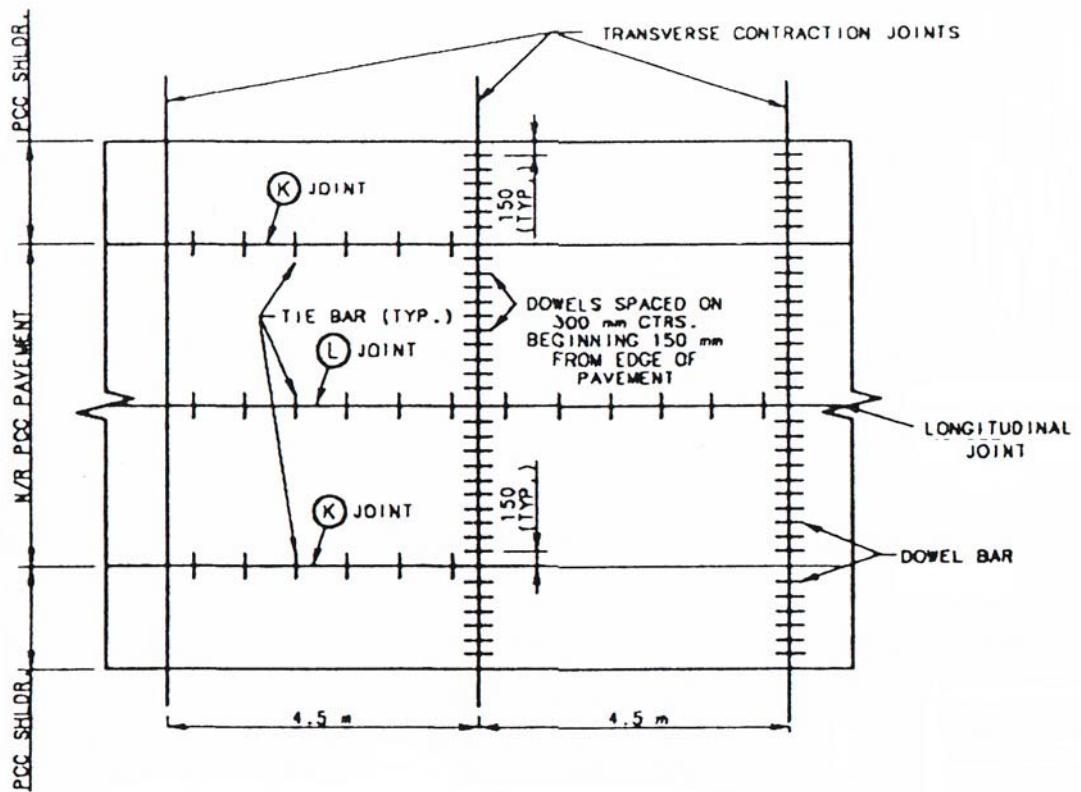 TRANSVERSE CONTRACTION JOINTS
PCC SHLDR.
K JOINT
150
(TYP.)
TIE BAR (TYP.)
DOWELS SPACED ON
300 mm CTRS.
BEGINNING 150 mm
FROM EDGE OF
PAVEMENT
L JOINT
N/R PCC PAVEMENT
LONGITUDINAL
JOINT
150
(TYP.)
K JOINT
DOWEL BAR
4.5 m
4.5 m
PCC SHLDR.